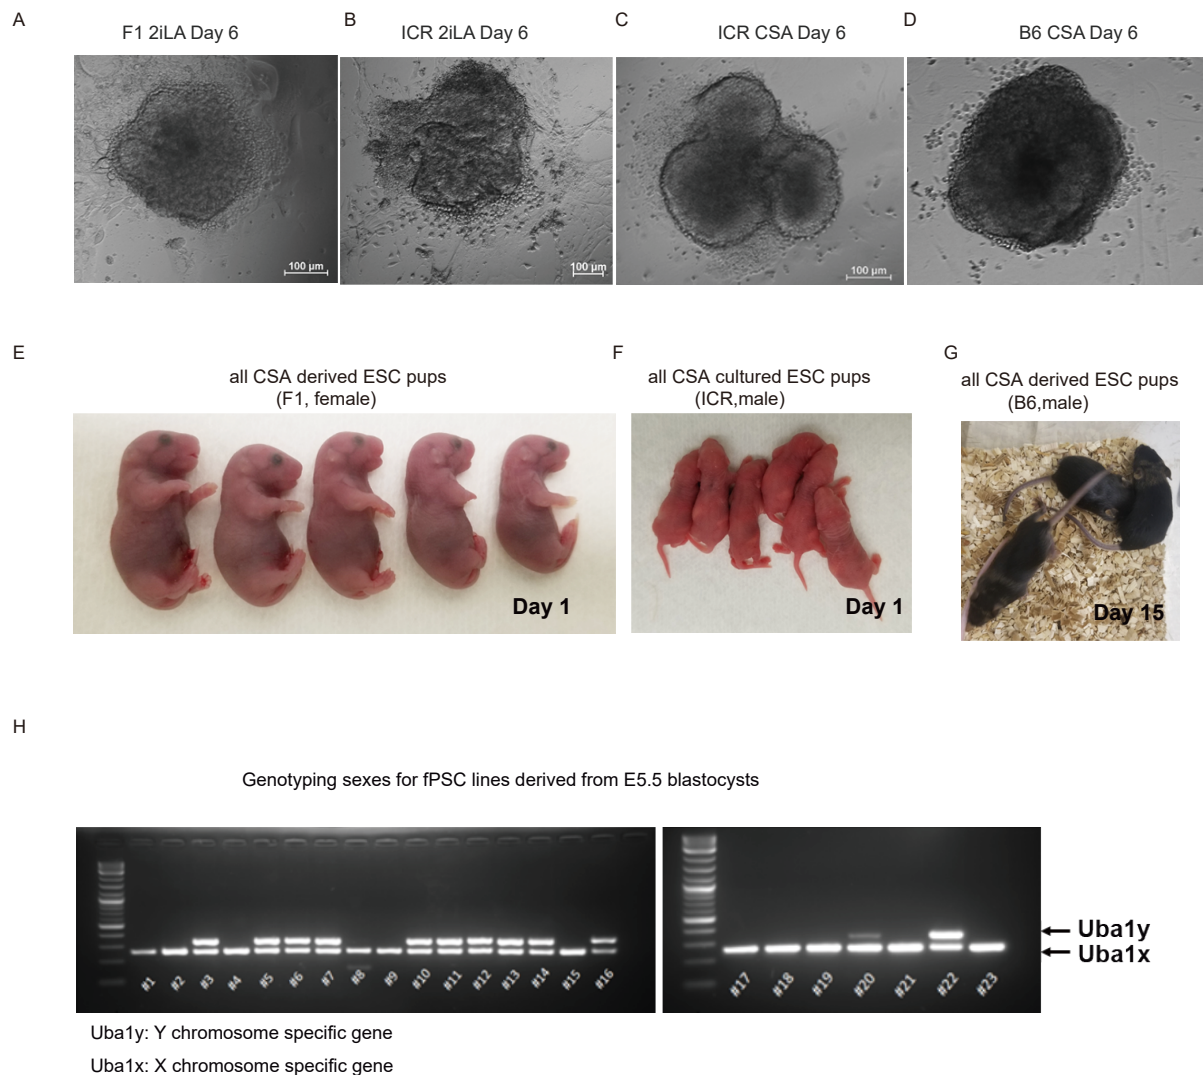 A
F1 2iLA Day 6
B
ICR 2iLA Day 6
C
ICR CSA Day 6
D
B6 CSA Day 6
100 µm
100 µm
100 µm
E
all CSA derived ESC pups
(F1, female)
Day 1
F
all CSA cultured ESC pups
(ICR,male)
Day 1
G
all CSA derived ESC pups
(B6,male)
Day 15
H
Genotyping sexes for fPSC lines derived from E5.5 blastocysts
#1 #2 #3 #4 #5 #6 #7 #8 #9 #10 #11 #12 #13 #14 #15 #16
#17 #18 #19 #20 #21 #22 #23
Uba1y
Uba1x
Uba1y: Y chromosome specific gene
Uba1x: X chromosome specific gene